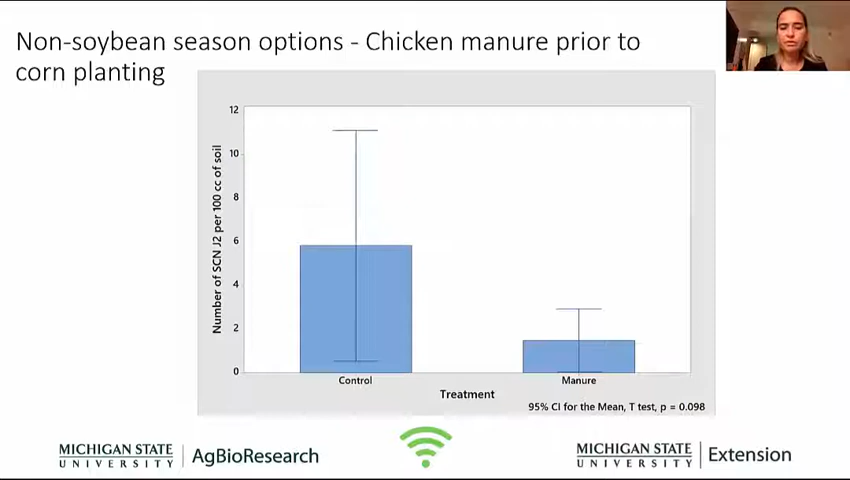 Non-soybean season options - Chicken manure prior to
corn planting
Number of SCN J2 per 100 cc of soil
12
10
8
6
4
2
0
Control
Manure
Treatment
95% CI for the Mean, T test, p = 0.098
MICHIGAN STATE
UNIVERSITY
AgBioResearch
MICHIGAN STATE
UNIVERSITY
Extension